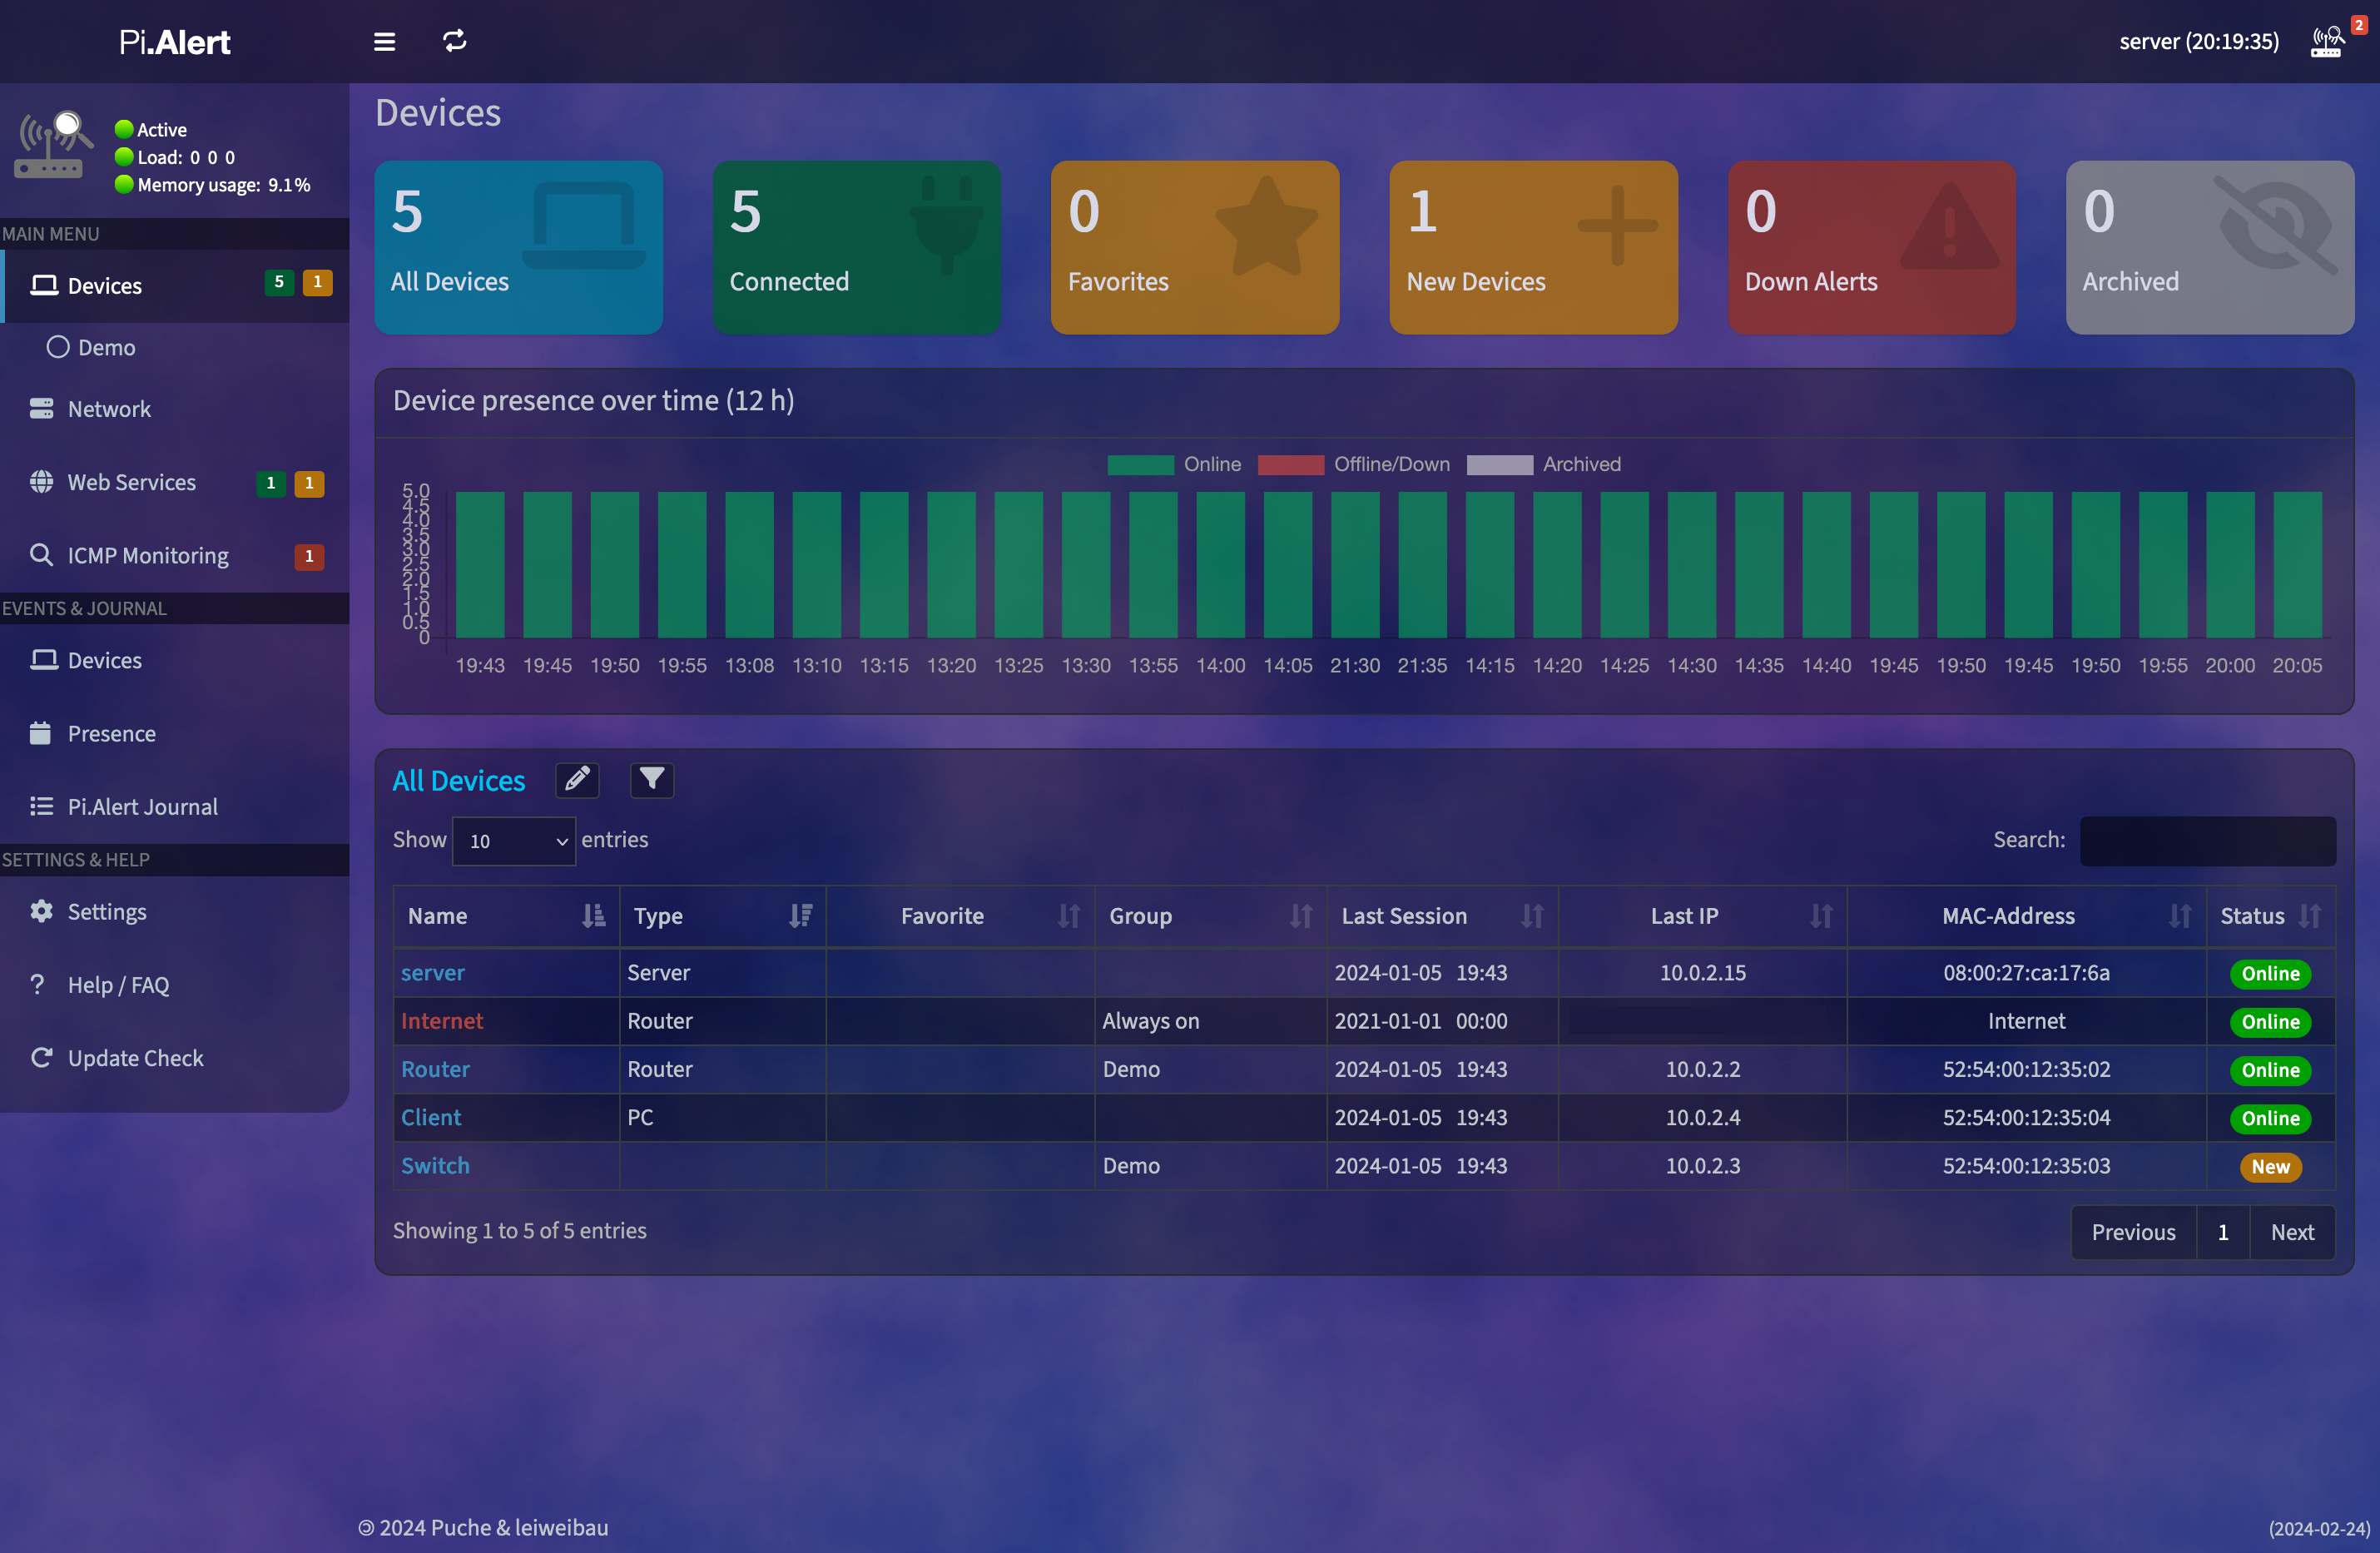 Pi.Alert
server (20:19:35)
2
Active
Load: 0 0 0
Memory usage: 9.1%
MAIN MENU
Devices 5 1
Demo
Network
Web Services 1 1
ICMP Monitoring 1
EVENTS & JOURNAL
Devices
Presence
Pi.Alert Journal
SETTINGS & HELP
Settings
Help / FAQ
Update Check
Devices
5
All Devices
5
Connected
0
Favorites
1
New Devices
0
Down Alerts
0
Archived
Device presence over time (12 h)
Online Offline/Down Archived
5.0
4.5
4.0
3.5
3.0
2.5
2.0
1.5
1.0
0.5
0
19:43 19:45 19:50 19:55 13:08 13:10 13:15 13:20 13:25 13:30 13:55 14:00 14:05 21:30 21:35 14:15 14:20 14:25 14:30 14:35 14:40 19:45 19:50 19:45 19:50 19:55 20:00 20:05
All Devices
Show 10 entries
Search:
Name Type Favorite Group Last Session Last IP MAC-Address Status
server Server 2024-01-05 19:43 10.0.2.15 08:00:27:ca:17:6a Online
Internet Router Always on 2021-01-01 00:00 Internet Online
Router Router Demo 2024-01-05 19:43 10.0.2.2 52:54:00:12:35:02 Online
Client PC 2024-01-05 19:43 10.0.2.4 52:54:00:12:35:04 Online
Switch Demo 2024-01-05 19:43 10.0.2.3 52:54:00:12:35:03 New
Showing 1 to 5 of 5 entries
Previous 1 Next
🄯 2024 Puche & leiweibau
(2024-02-24)